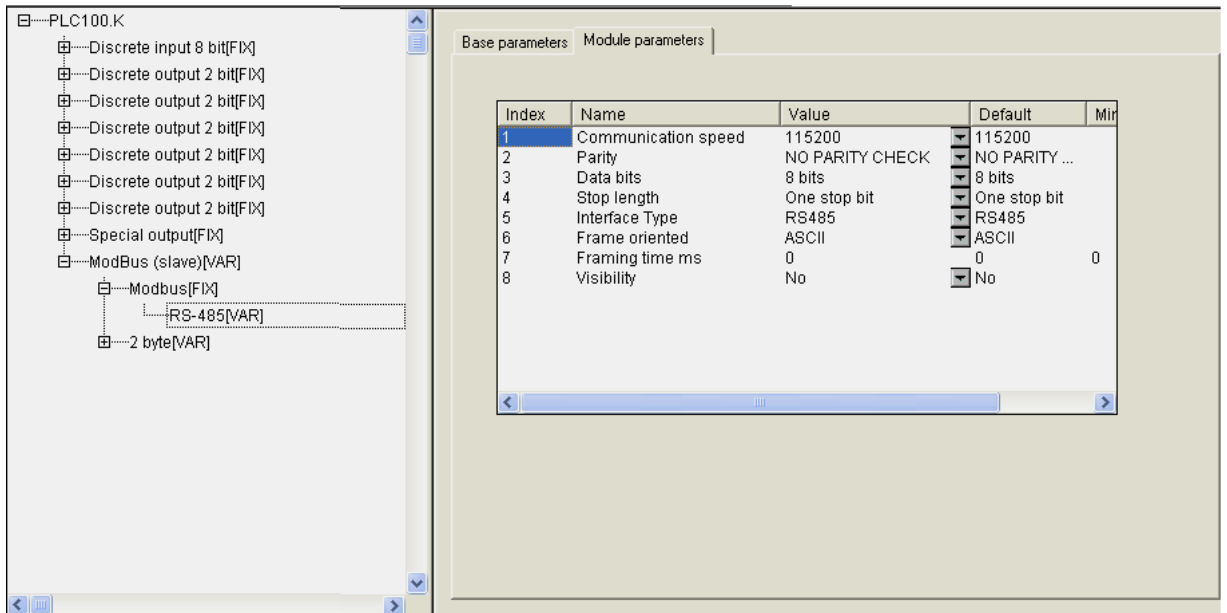 PLC100.K
Discrete input 8 bit[FIX]
Discrete output 2 bit[FIX]
Discrete output 2 bit[FIX]
Discrete output 2 bit[FIX]
Discrete output 2 bit[FIX]
Discrete output 2 bit[FIX]
Discrete output 2 bit[FIX]
Special output[FIX]
ModBus (slave)[VAR]
Modbus[FIX]
RS-485[VAR]
2 byte[VAR]
Base parameters Module parameters
Index Name Value Default Mir
1 Communication speed 115200 115200
2 Parity NO PARITY CHECK NO PARITY ...
3 Data bits 8 bits 8 bits
4 Stop length One stop bit One stop bit
5 Interface Type RS485 RS485
6 Frame oriented ASCII ASCII
7 Framing time ms 0 0 0
8 Visibility No No